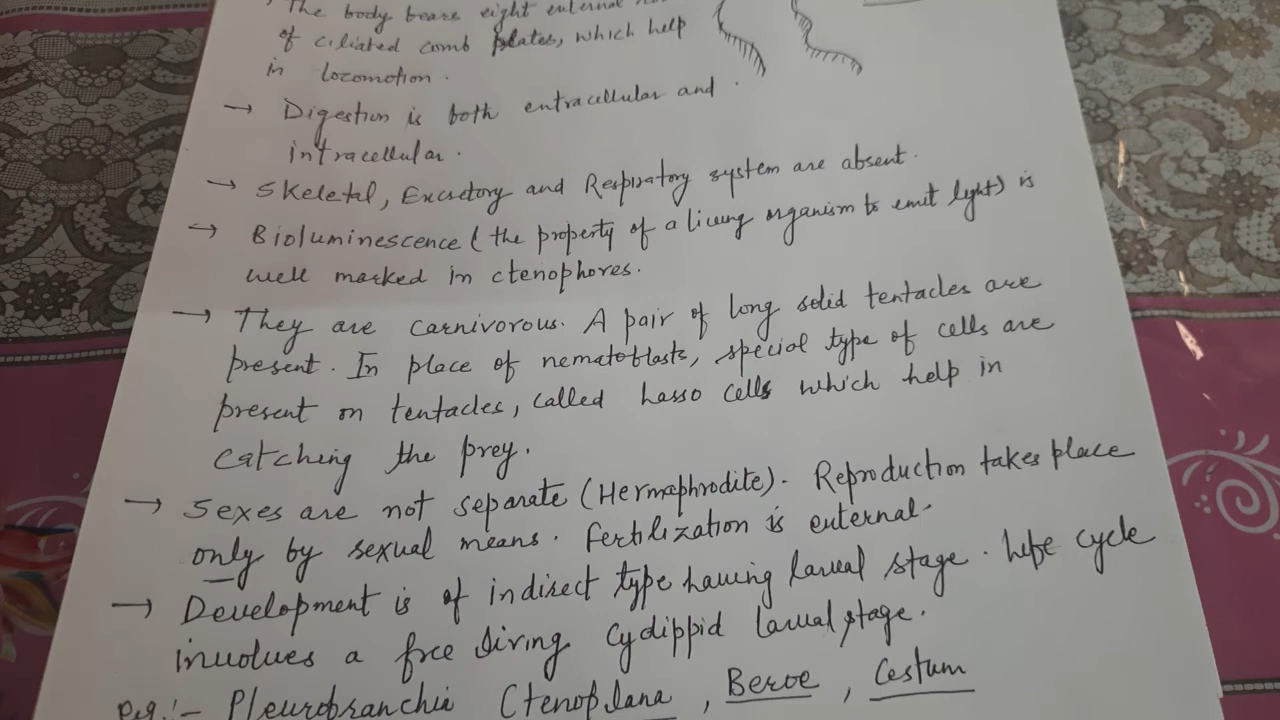 The body bears eight external
of ciliated comb plates, which help
in locomotion.
→ Digestion is both extracellular and
intracellular.
→ Skeletal, Excretory and Respiratory system are absent.
→ Bioluminescence (the property of a living organism to emit light) is
well marked in ctenophores.
→ They are carnivorous. A pair of long solid tentacles are
present. In place of nematoblasts, special type of cells are
present on tentacles, called Lasso cells which help in
catching the prey.
→ Sexes are not separate (Hermaphrodite). Reproduction takes place
only by sexual means. Fertilization is external.
→ Development is of indirect type having larval stage. Life cycle
involves a free living Cydippid larval stage.
eg:- Pleurobranchia Ctenoplana, Beroe, Cestum